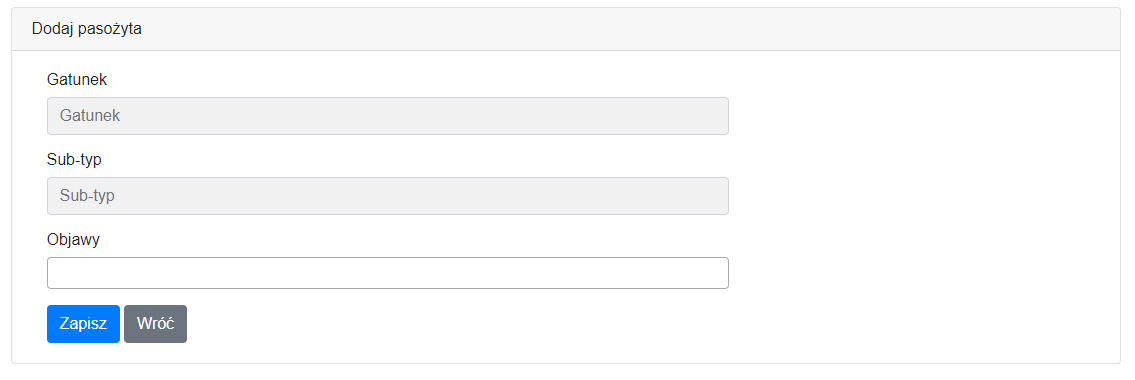 Dodaj pasożyta
Gatunek
Gatunek
Sub-typ
Sub-typ
Objawy
Zapisz Wróć